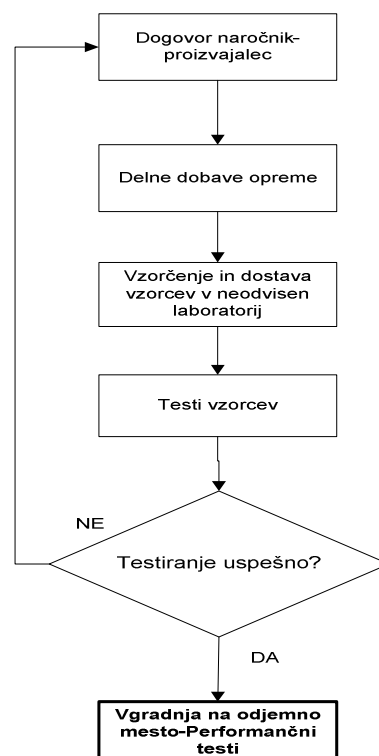 Dogovor naročnik-
proizvajalec
Delne dobave opreme
Vzorčenje in dostava
vzorcev v neodvisen
laboratorij
Testi vzorcev
NE
Testiranje uspešno?
DA
Vgradnja na odjemno
mesto-Performančni
testi